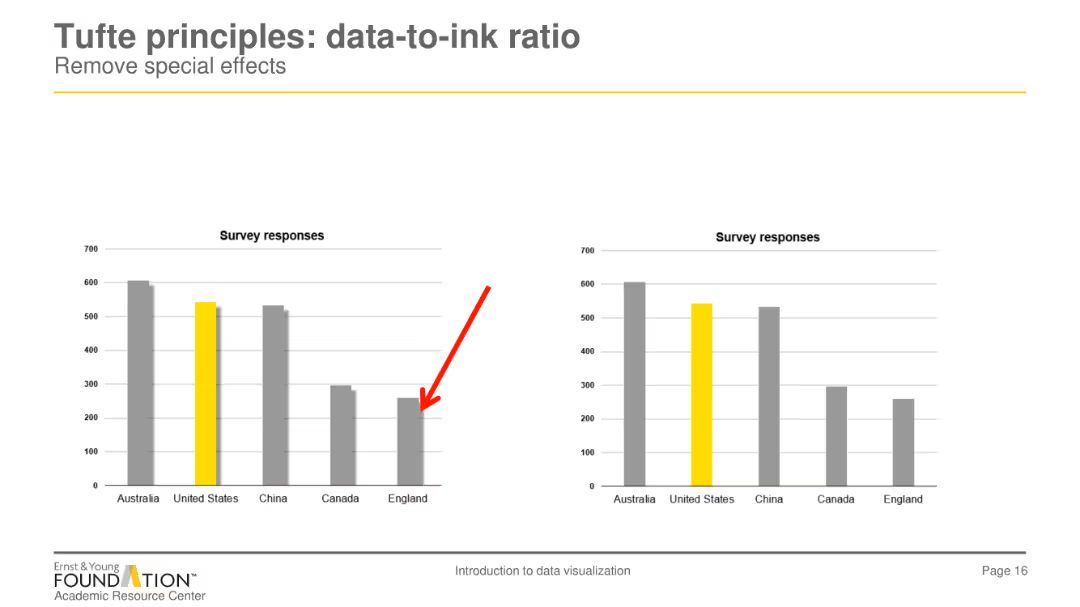 Tufte principles: data-to-ink ratio
Remove special effects
Survey responses
700
600
500
400
300
200
100
0
Australia United States China Canada England
Survey responses
700
600
500
400
300
200
100
0
Australia United States China Canada England
Ernst & Young
FOUNDATION™
Academic Resource Center
Introduction to data visualization
Page 16